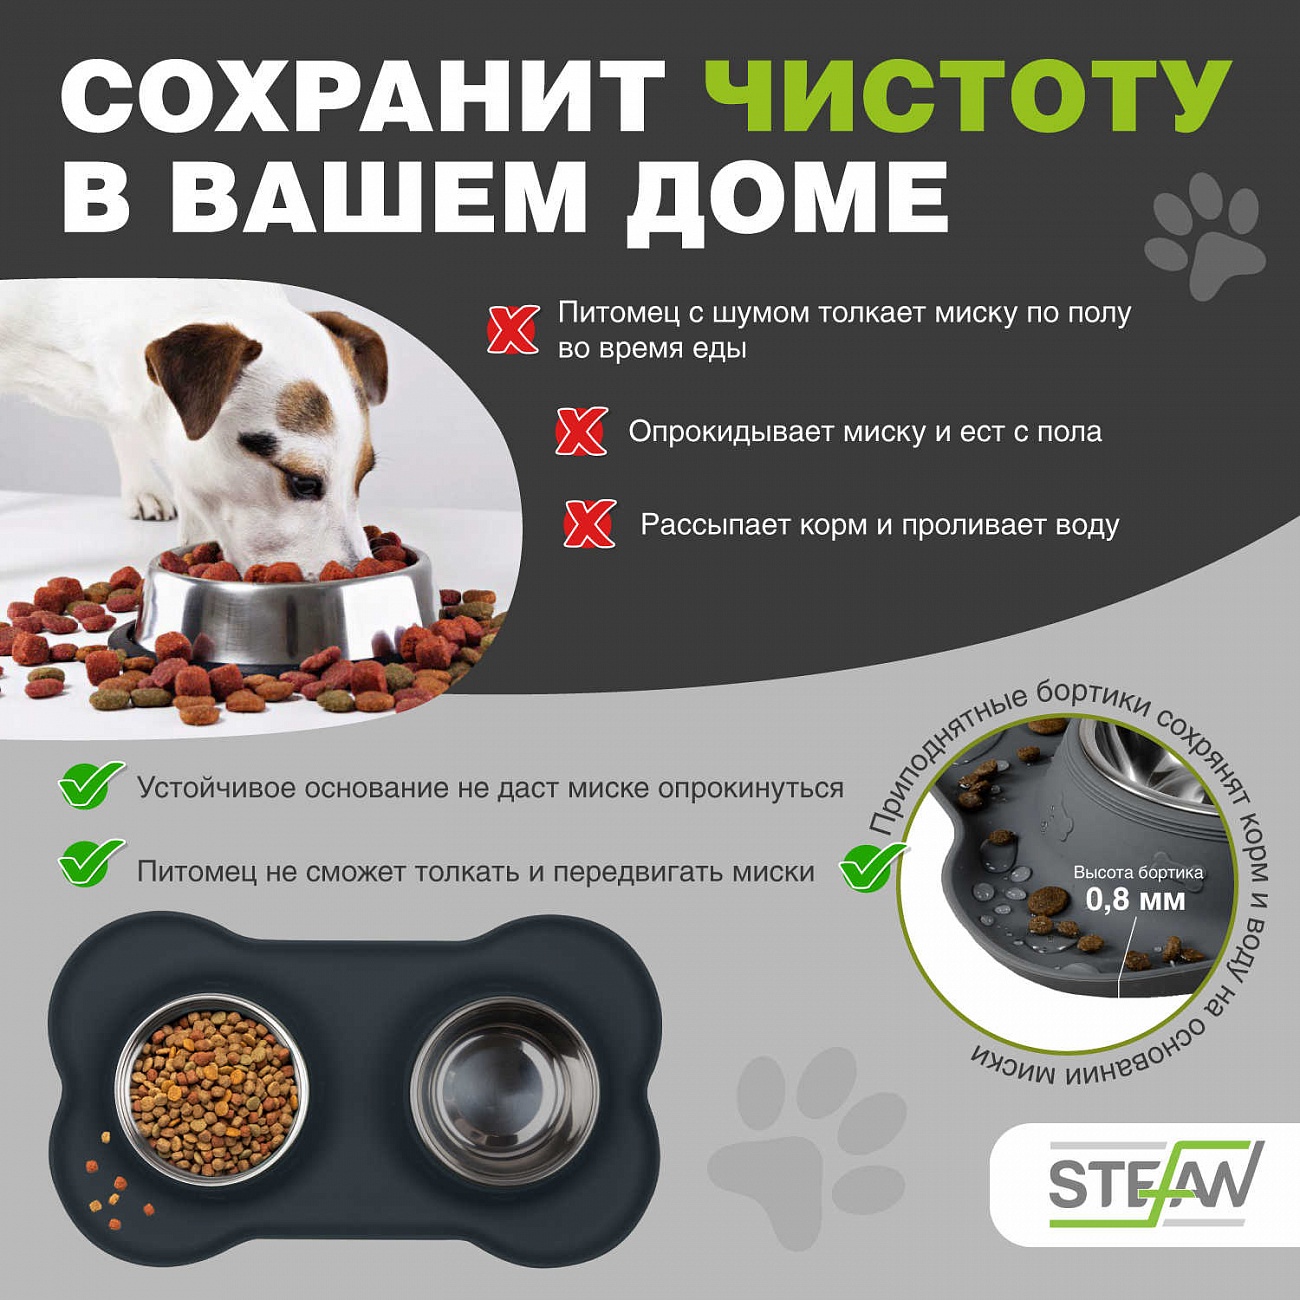 СОХРАНИТ ЧИСТОТУ
В ВАШЕМ ДОМЕ
Питомец с шумом толкает миску по полу
во время еды
Опрокидывает миску и ест с пола
Рассыпает корм и проливает воду
Устойчивое основание не даст миске опрокинуться
Питомец не сможет толкать и передвигать миски
Приподнятные бортики сохрянят корм и воду на основании миски
Высота бортика
0,8 мм
STEFAN